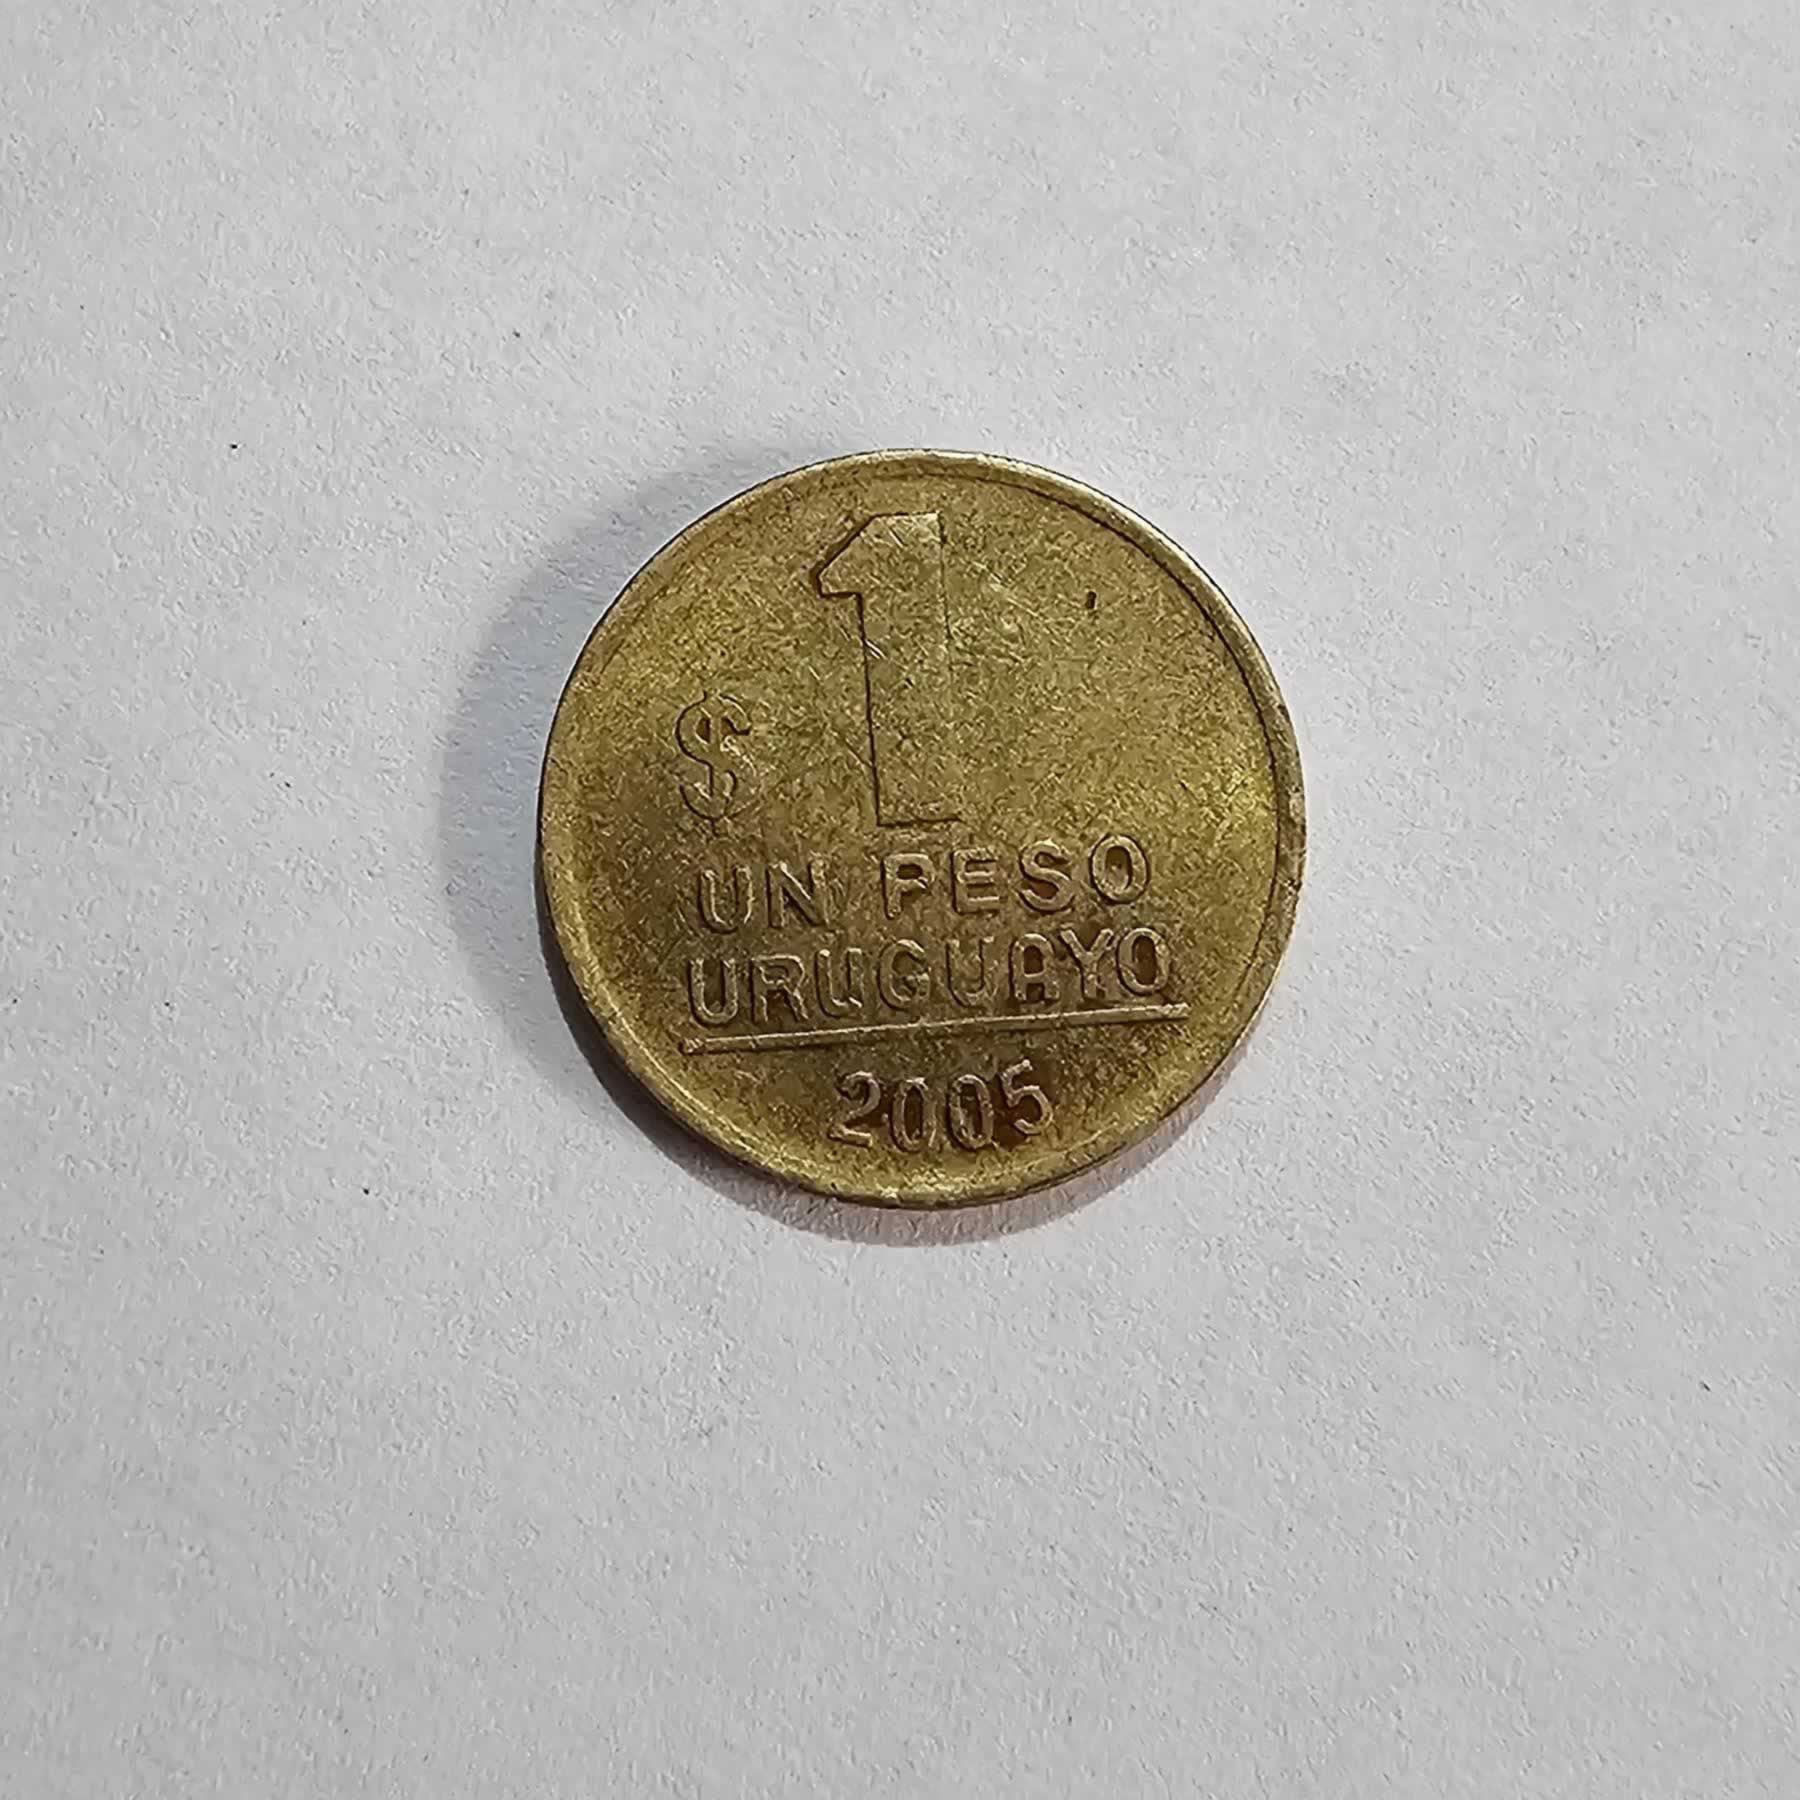 $ 1
UN PESO
URUGUAYO
2005